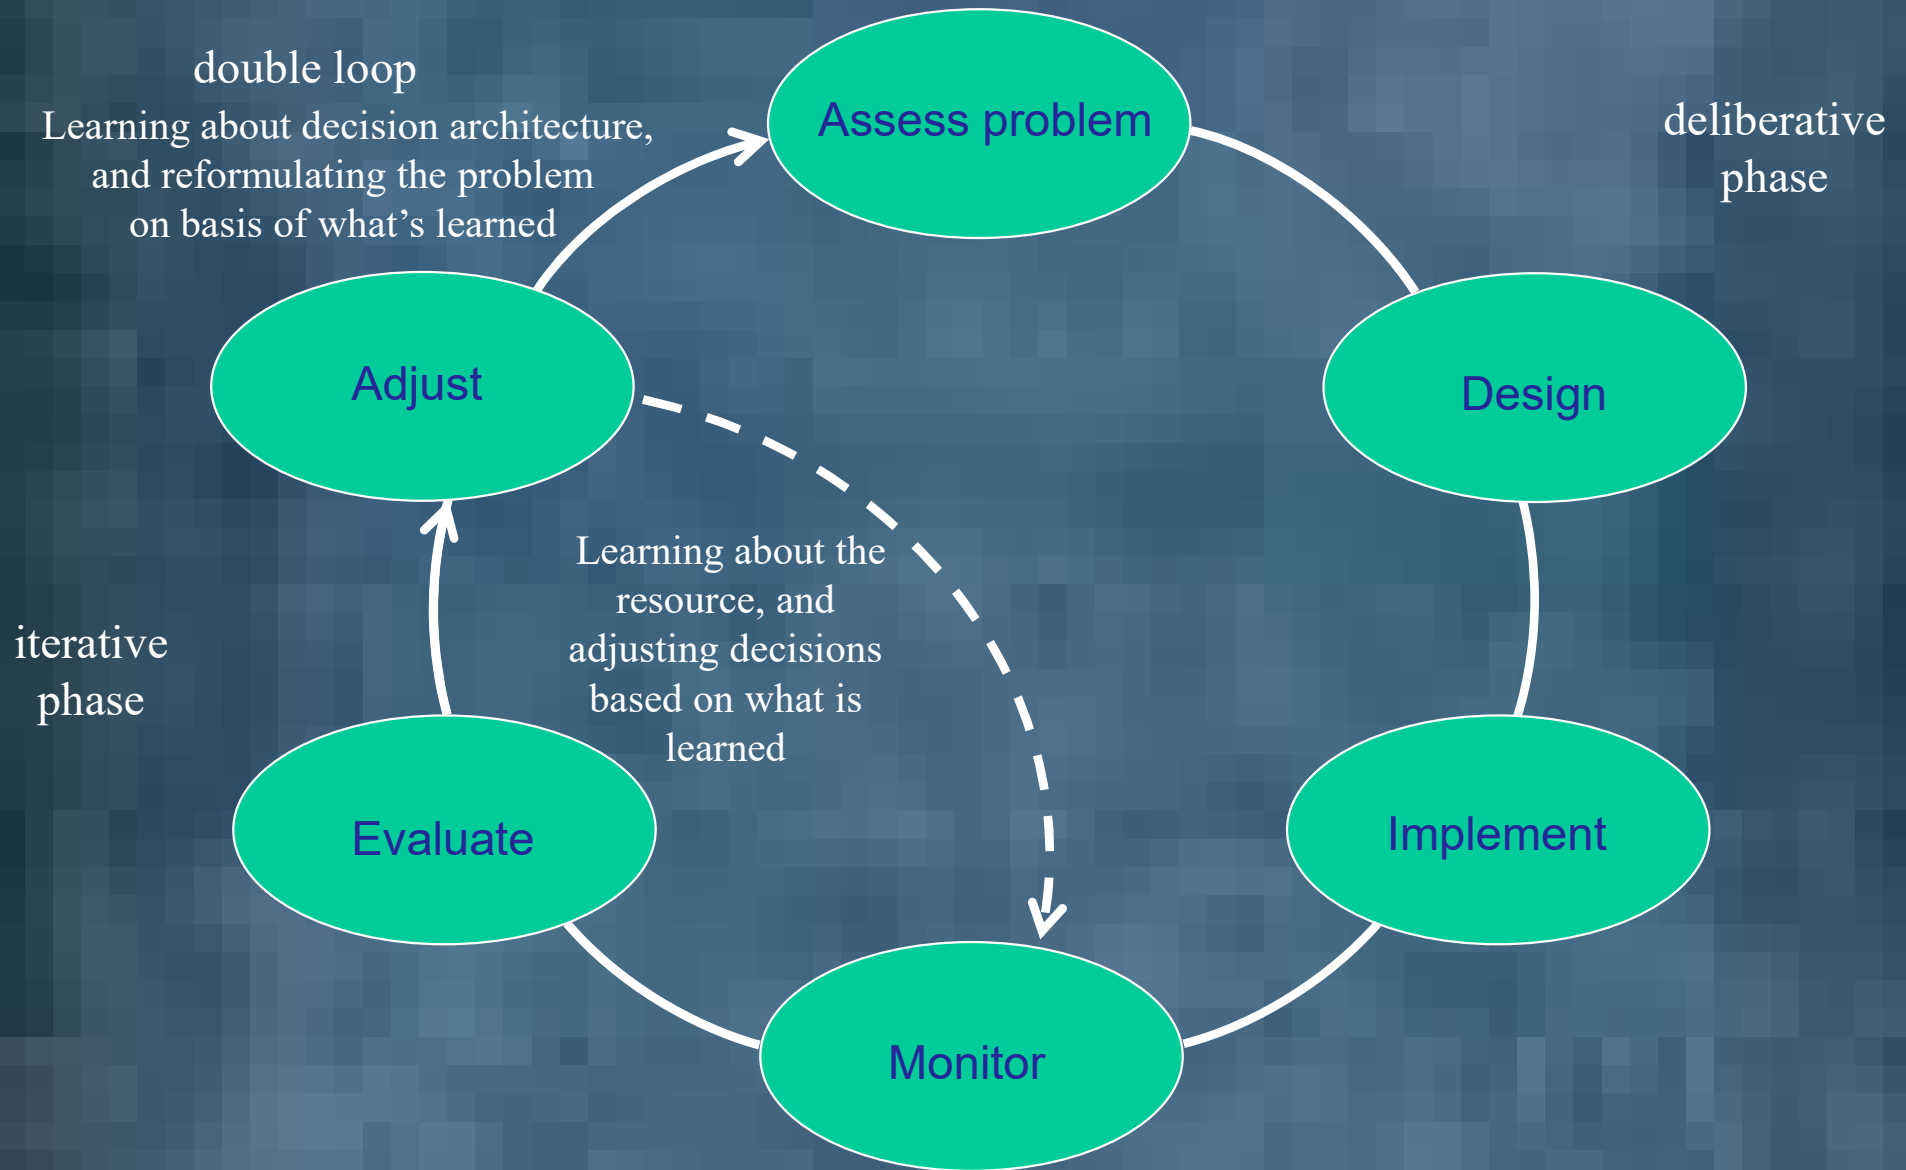 double loop
Learning about decision architecture,
and reformulating the problem
on basis of what's learned
Assess problem
deliberative
phase
Adjust
Design
Learning about the
resource, and
adjusting decisions
based on what is
learned
iterative
phase
Evaluate
Implement
Monitor